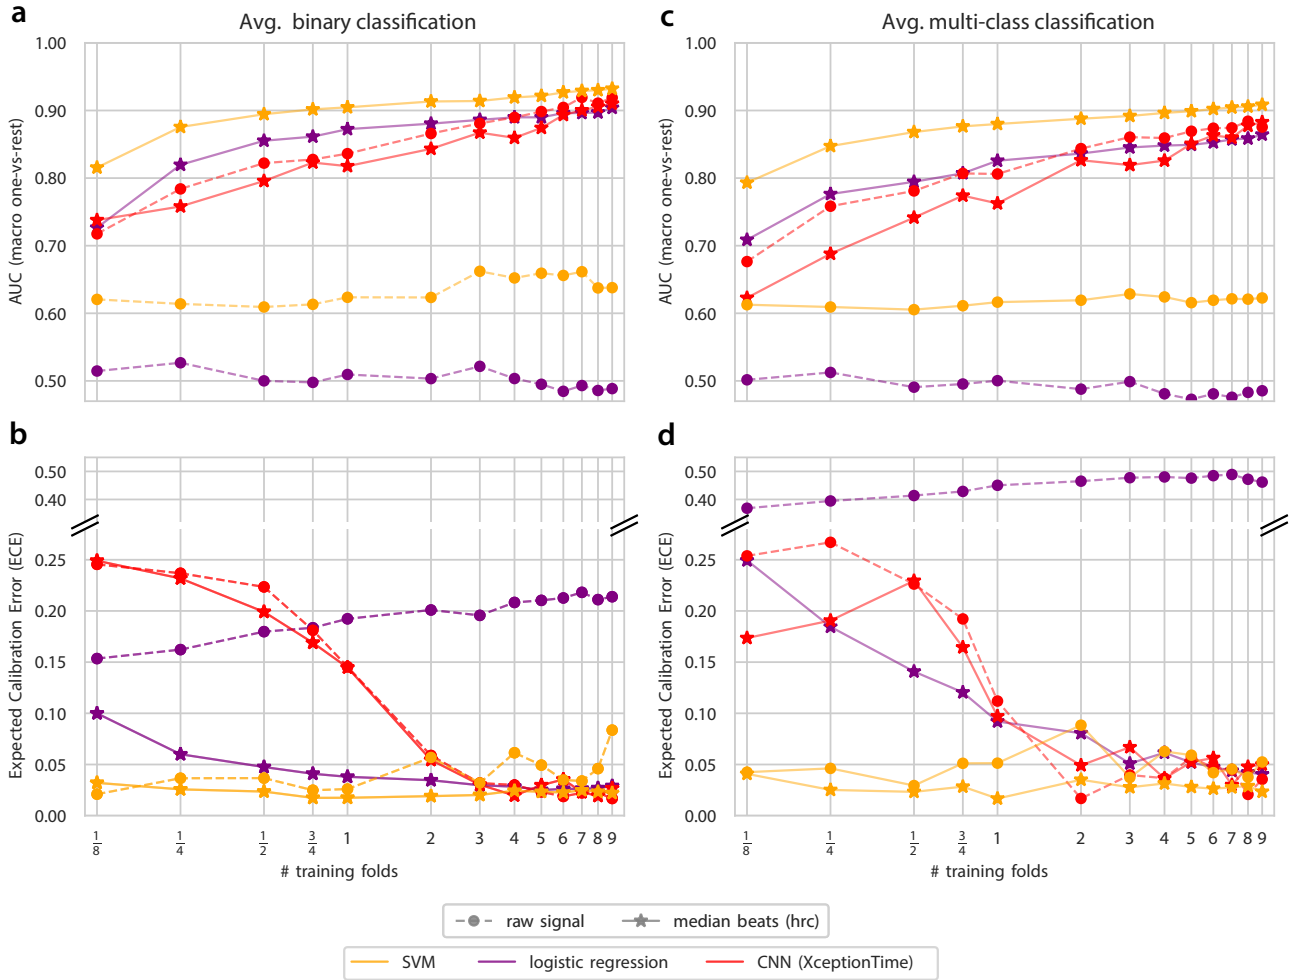 a
Avg. binary classification
AUC (macro one-vs-rest)
1.00
0.90
0.80
0.70
0.60
0.50
c
Avg. multi-class classification
AUC (macro one-vs-rest)
1.00
0.90
0.80
0.70
0.60
0.50
b
Expected Calibration Error (ECE)
0.50
0.40
0.25
0.20
0.15
0.10
0.05
0.00
1/8 1/4 1/2 3/4 1 2 3 4 5 6 7 8 9
# training folds
d
Expected Calibration Error (ECE)
0.50
0.40
0.25
0.20
0.15
0.10
0.05
0.00
1/8 1/4 1/2 3/4 1 2 3 4 5 6 7 8 9
# training folds
raw signal median beats (hrc)
SVM logistic regression CNN (XceptionTime)